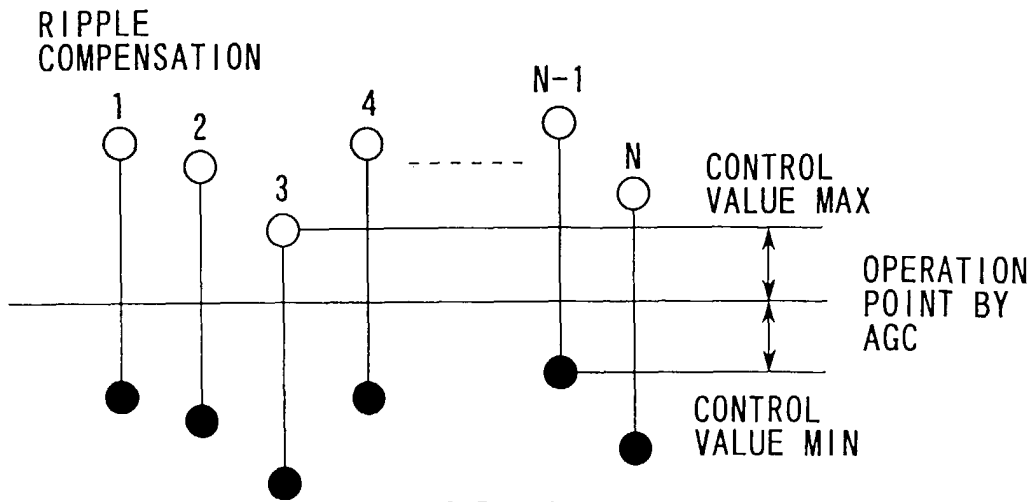 RIPPLE
COMPENSATION
1
2
3
4
N-1
N
CONTROL
VALUE MAX
OPERATION
POINT BY
AGC
CONTROL
VALUE MIN